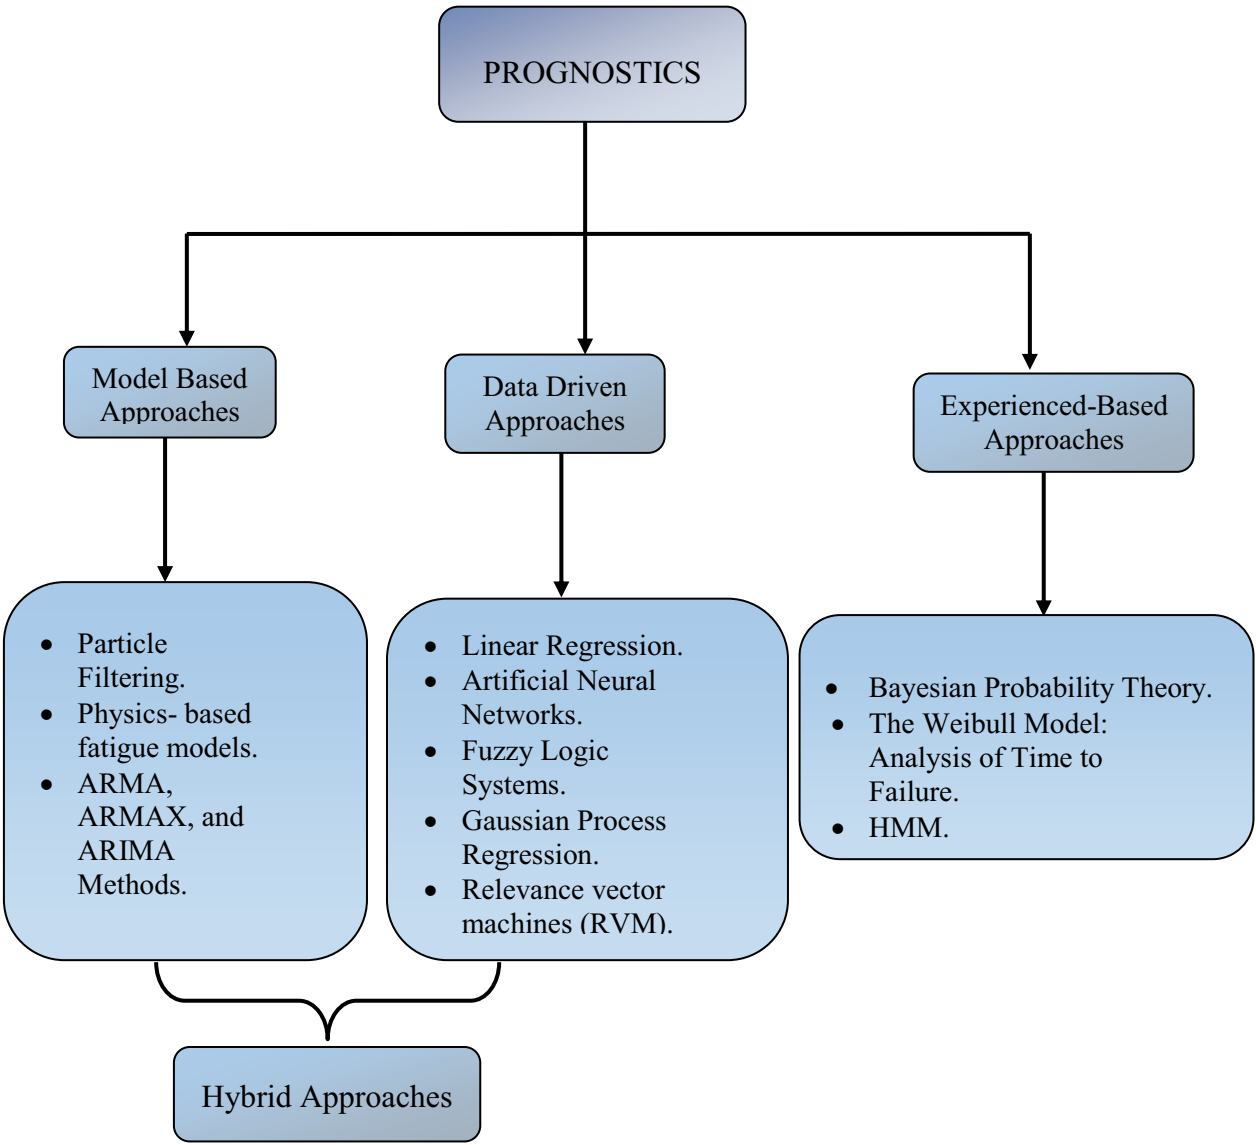 PROGNOSTICS
Model Based
Approaches
Data Driven
Approaches
Experienced-Based
Approaches
• Particle
Filtering.
• Physics- based
fatigue models.
• ARMA,
ARMAX, and
ARIMA
Methods.
• Linear Regression.
• Artificial Neural
Networks.
• Fuzzy Logic
Systems.
• Gaussian Process
Regression.
• Relevance vector
machines (RVM).
• Bayesian Probability Theory.
• The Weibull Model:
Analysis of Time to
Failure.
• HMM.
Hybrid Approaches